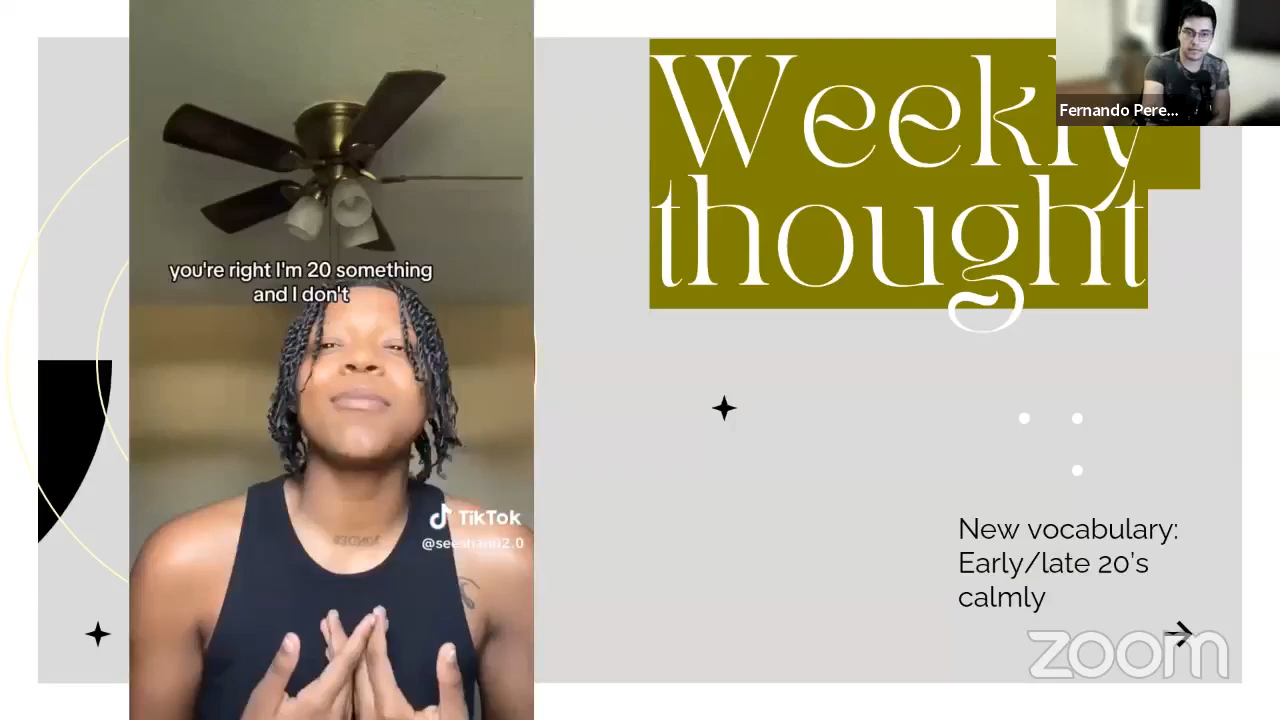 Weekly
thought
Fernando Pere...
you're right I'm 20 something
and I don't
TikTok
New vocabulary:
Early/late 20's
calmly
zoom